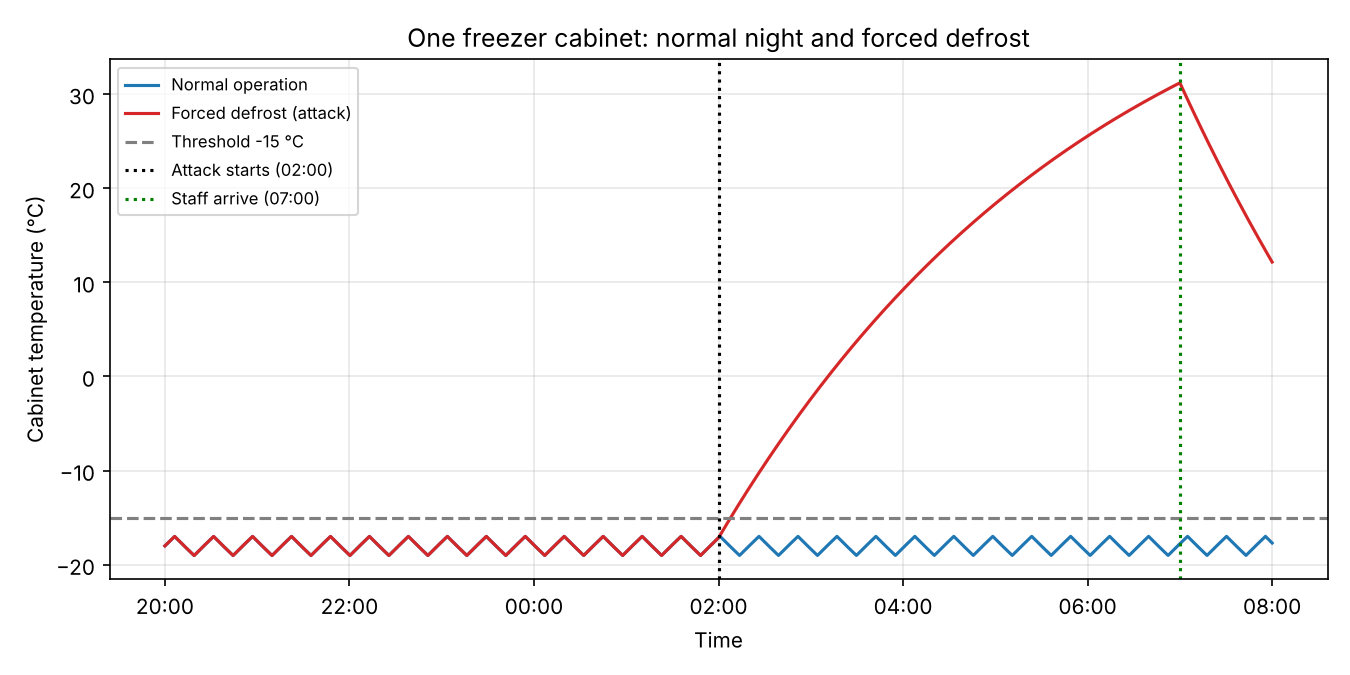 One freezer cabinet: normal night and forced defrost
Normal operation
Forced defrost (attack)
Threshold -15 °C
Attack starts (02:00)
Staff arrive (07:00)
Cabinet temperature (°C)
30
20
10
0
−10
−20
20:00 22:00 00:00 02:00 04:00 06:00 08:00
Time